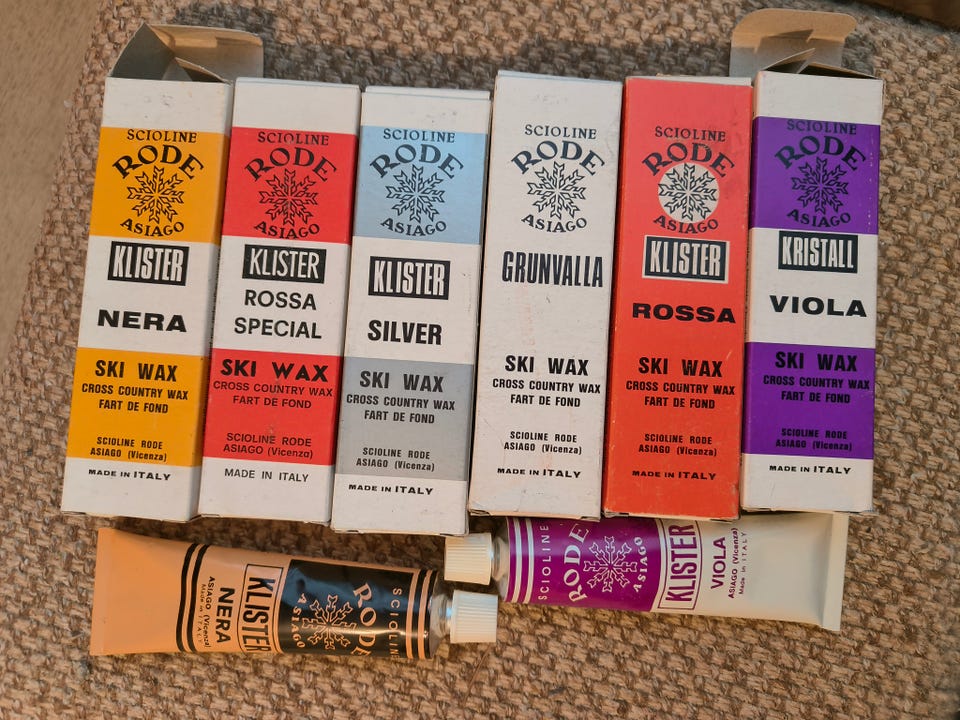 SCIOLINE
RODE
ASIAGO
KLISTER
NERA
SKI WAX
CROSS COUNTRY WAX
FART DE FOND
SCIOLINE RODE
ASIAGO (Vicenza)
MADE IN ITALY
SCIOLINE
RODE
ASIAGO
KLISTER
ROSSA
SPECIAL
SKI WAX
CROSS COUNTRY WAX
FART DE FOND
SCIOLINE RODE
ASIAGO (Vicenza)
MADE IN ITALY
SCIOLINE
RODE
ASIAGO
KLISTER
SILVER
SKI WAX
CROSS COUNTRY WAX
FART DE FOND
SCIOLINE RODE
ASIAGO (Vicenza)
MADE IN ITALY
SCIOLINE
RODE
ASIAGO
GRUNVALLA
SKI WAX
CROSS COUNTRY WAX
FART DE FOND
SCIOLINE RODE
ASIAGO (Vicenza)
MADE IN ITALY
SCIOLINE
RODE
ASIAGO
KLISTER
ROSSA
SKI WAX
CROSS COUNTRY WAX
FART DE FOND
SCIOLINE RODE
ASIAGO (Vicenza)
MADE IN ITALY
SCIOLINE
RODE
ASIAGO
KRISTALL
VIOLA
SKI WAX
CROSS COUNTRY WAX
FART DE FOND
SCIOLINE RODE
ASIAGO (Vicenza)
MADE IN ITALY
SCIOLINE
RODE
ASIAGO
KLISTER
NERA
ASIAGO (Vicenza)
Made in ITALY
SCIOLINE
RODE
ASIAGO
KLISTER
VIOLA
ASIAGO (Vicenza)
Made in ITALY